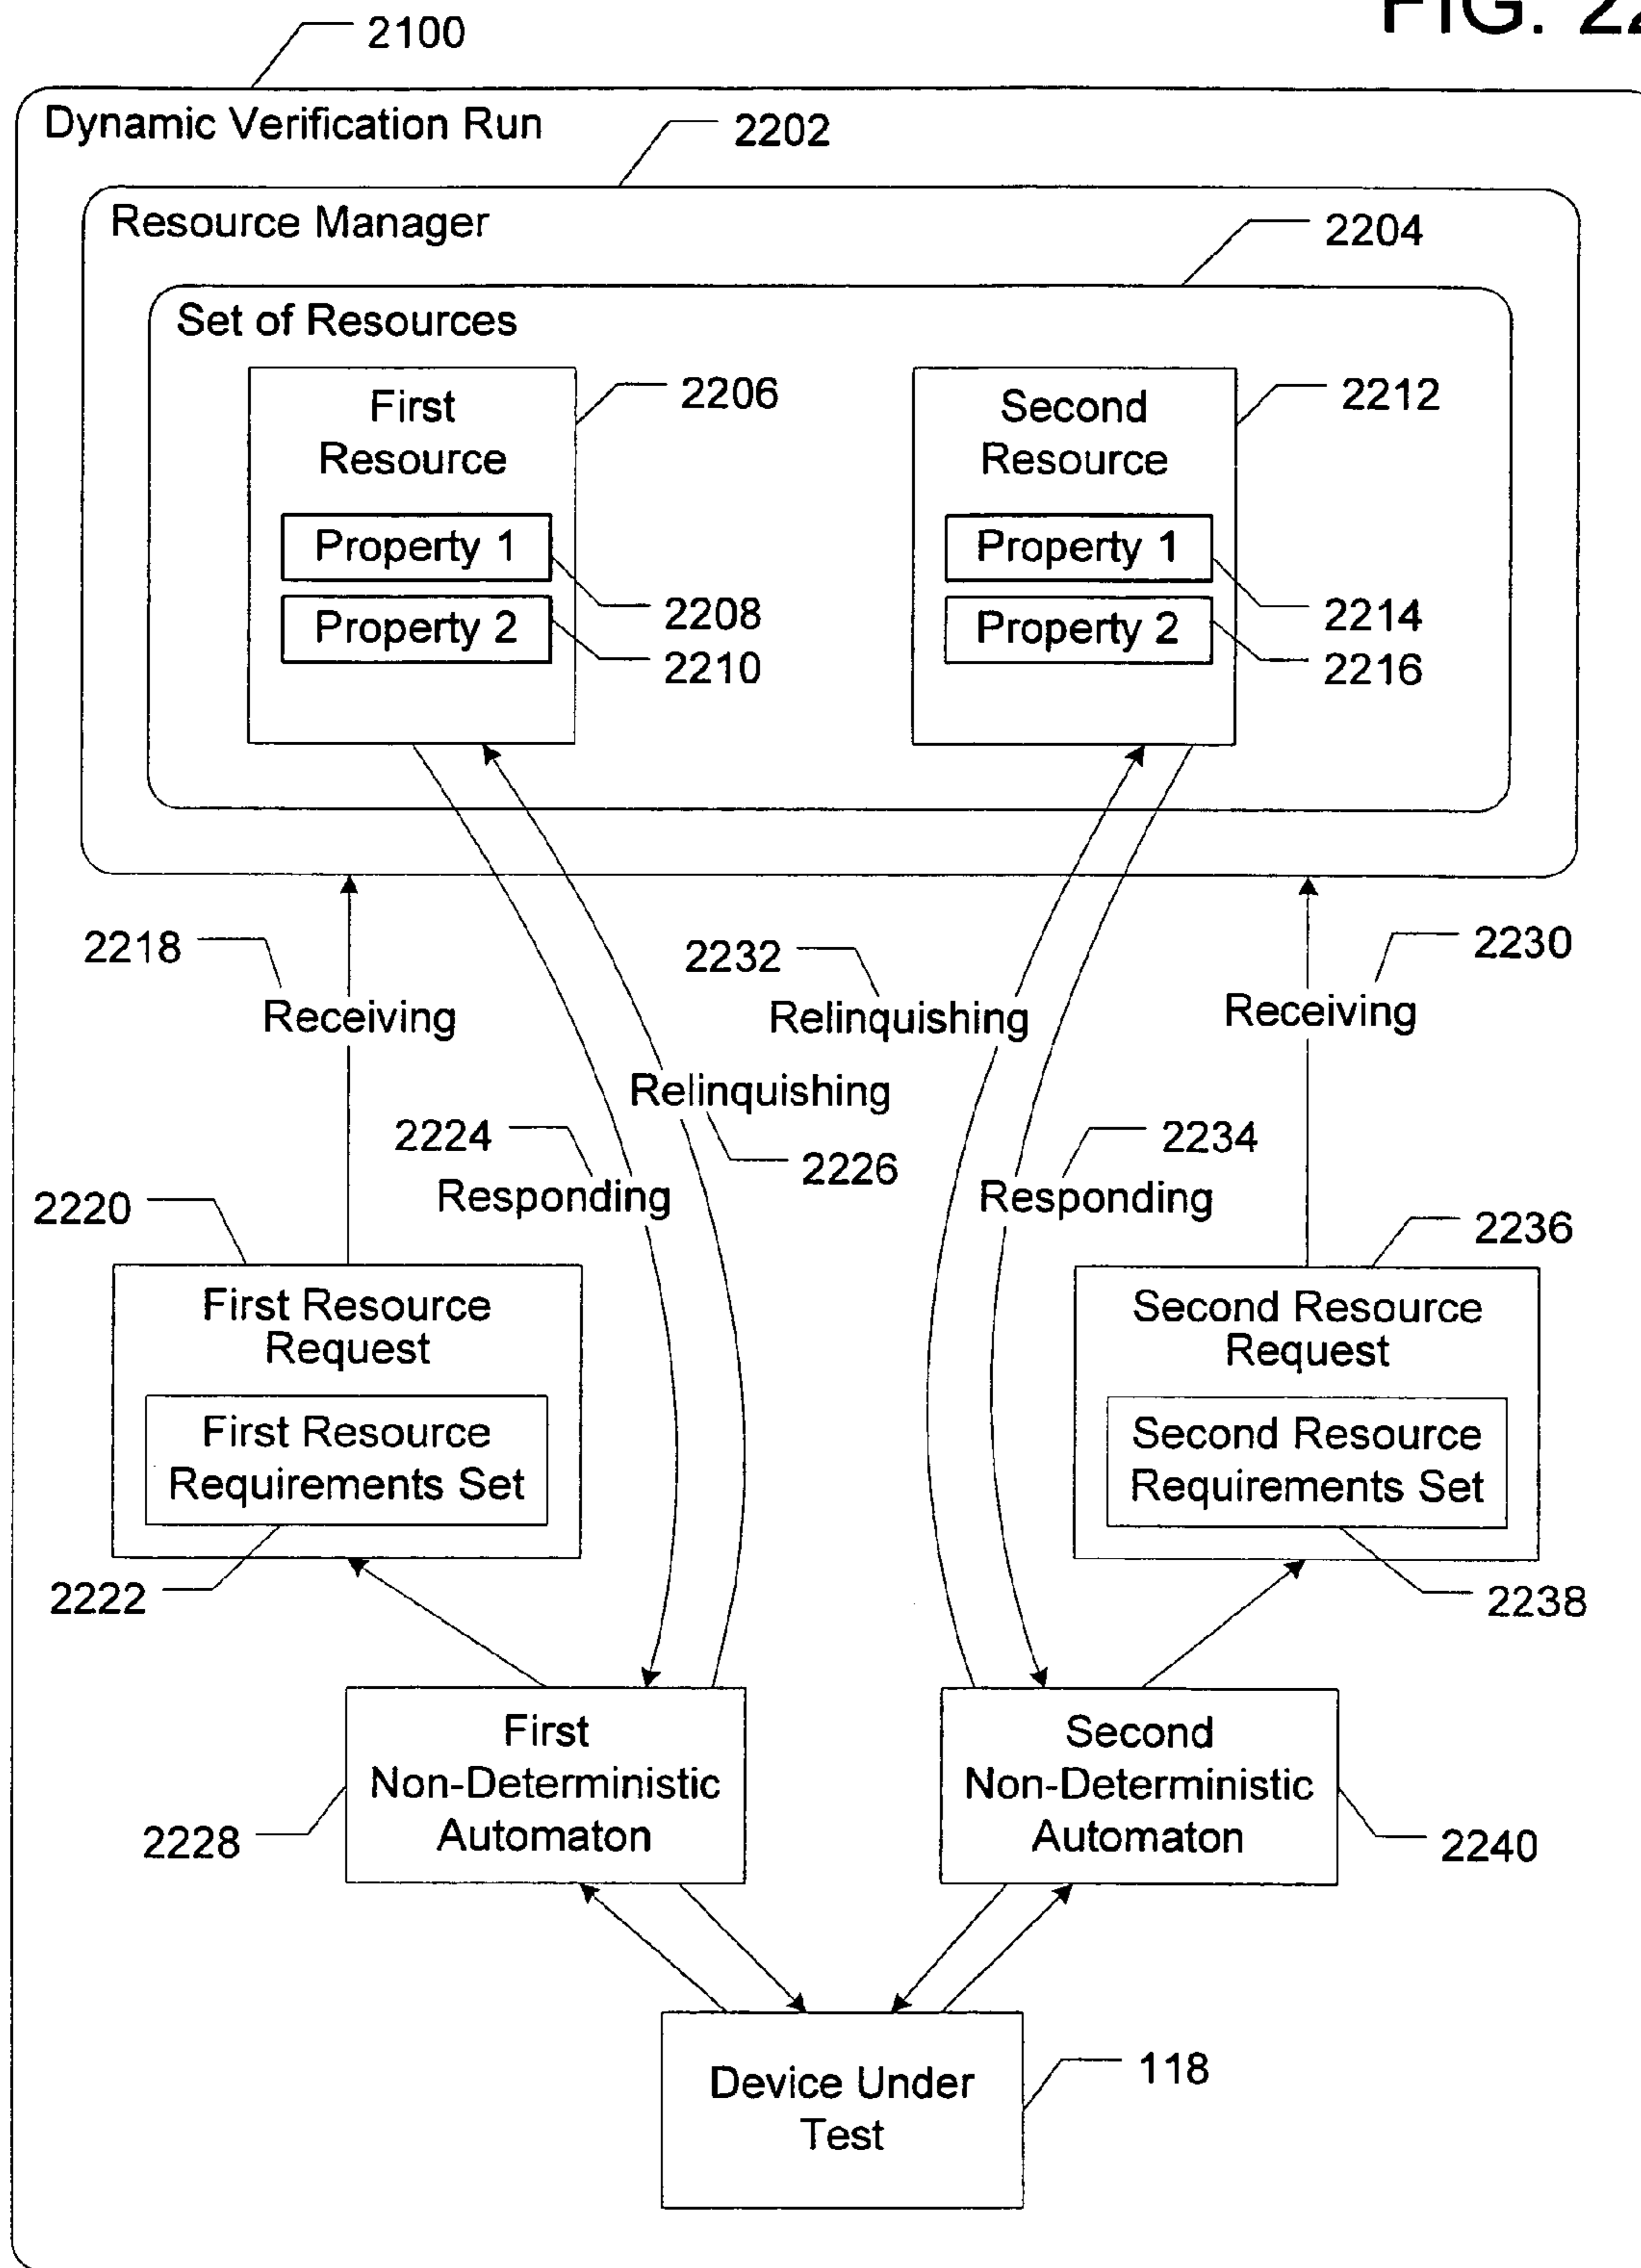 FIG. 22
2100
Dynamic Verification Run
2202
Resource Manager
2204
Set of Resources
First
Resource
2206
Second
Resource
2212
Property 1
Property 2
2208
2210
Property 1
Property 2
2214
2216
2218
Receiving
2232
Relinquishing
2230
Receiving
Relinquishing
2226
2224
Responding
2234
Responding
2220
First Resource
Request
First Resource
Requirements Set
2222
2236
Second Resource
Request
Second Resource
Requirements Set
2238
First
Non-Deterministic
Automaton
2228
Second
Non-Deterministic
Automaton
2240
Device Under
Test
118